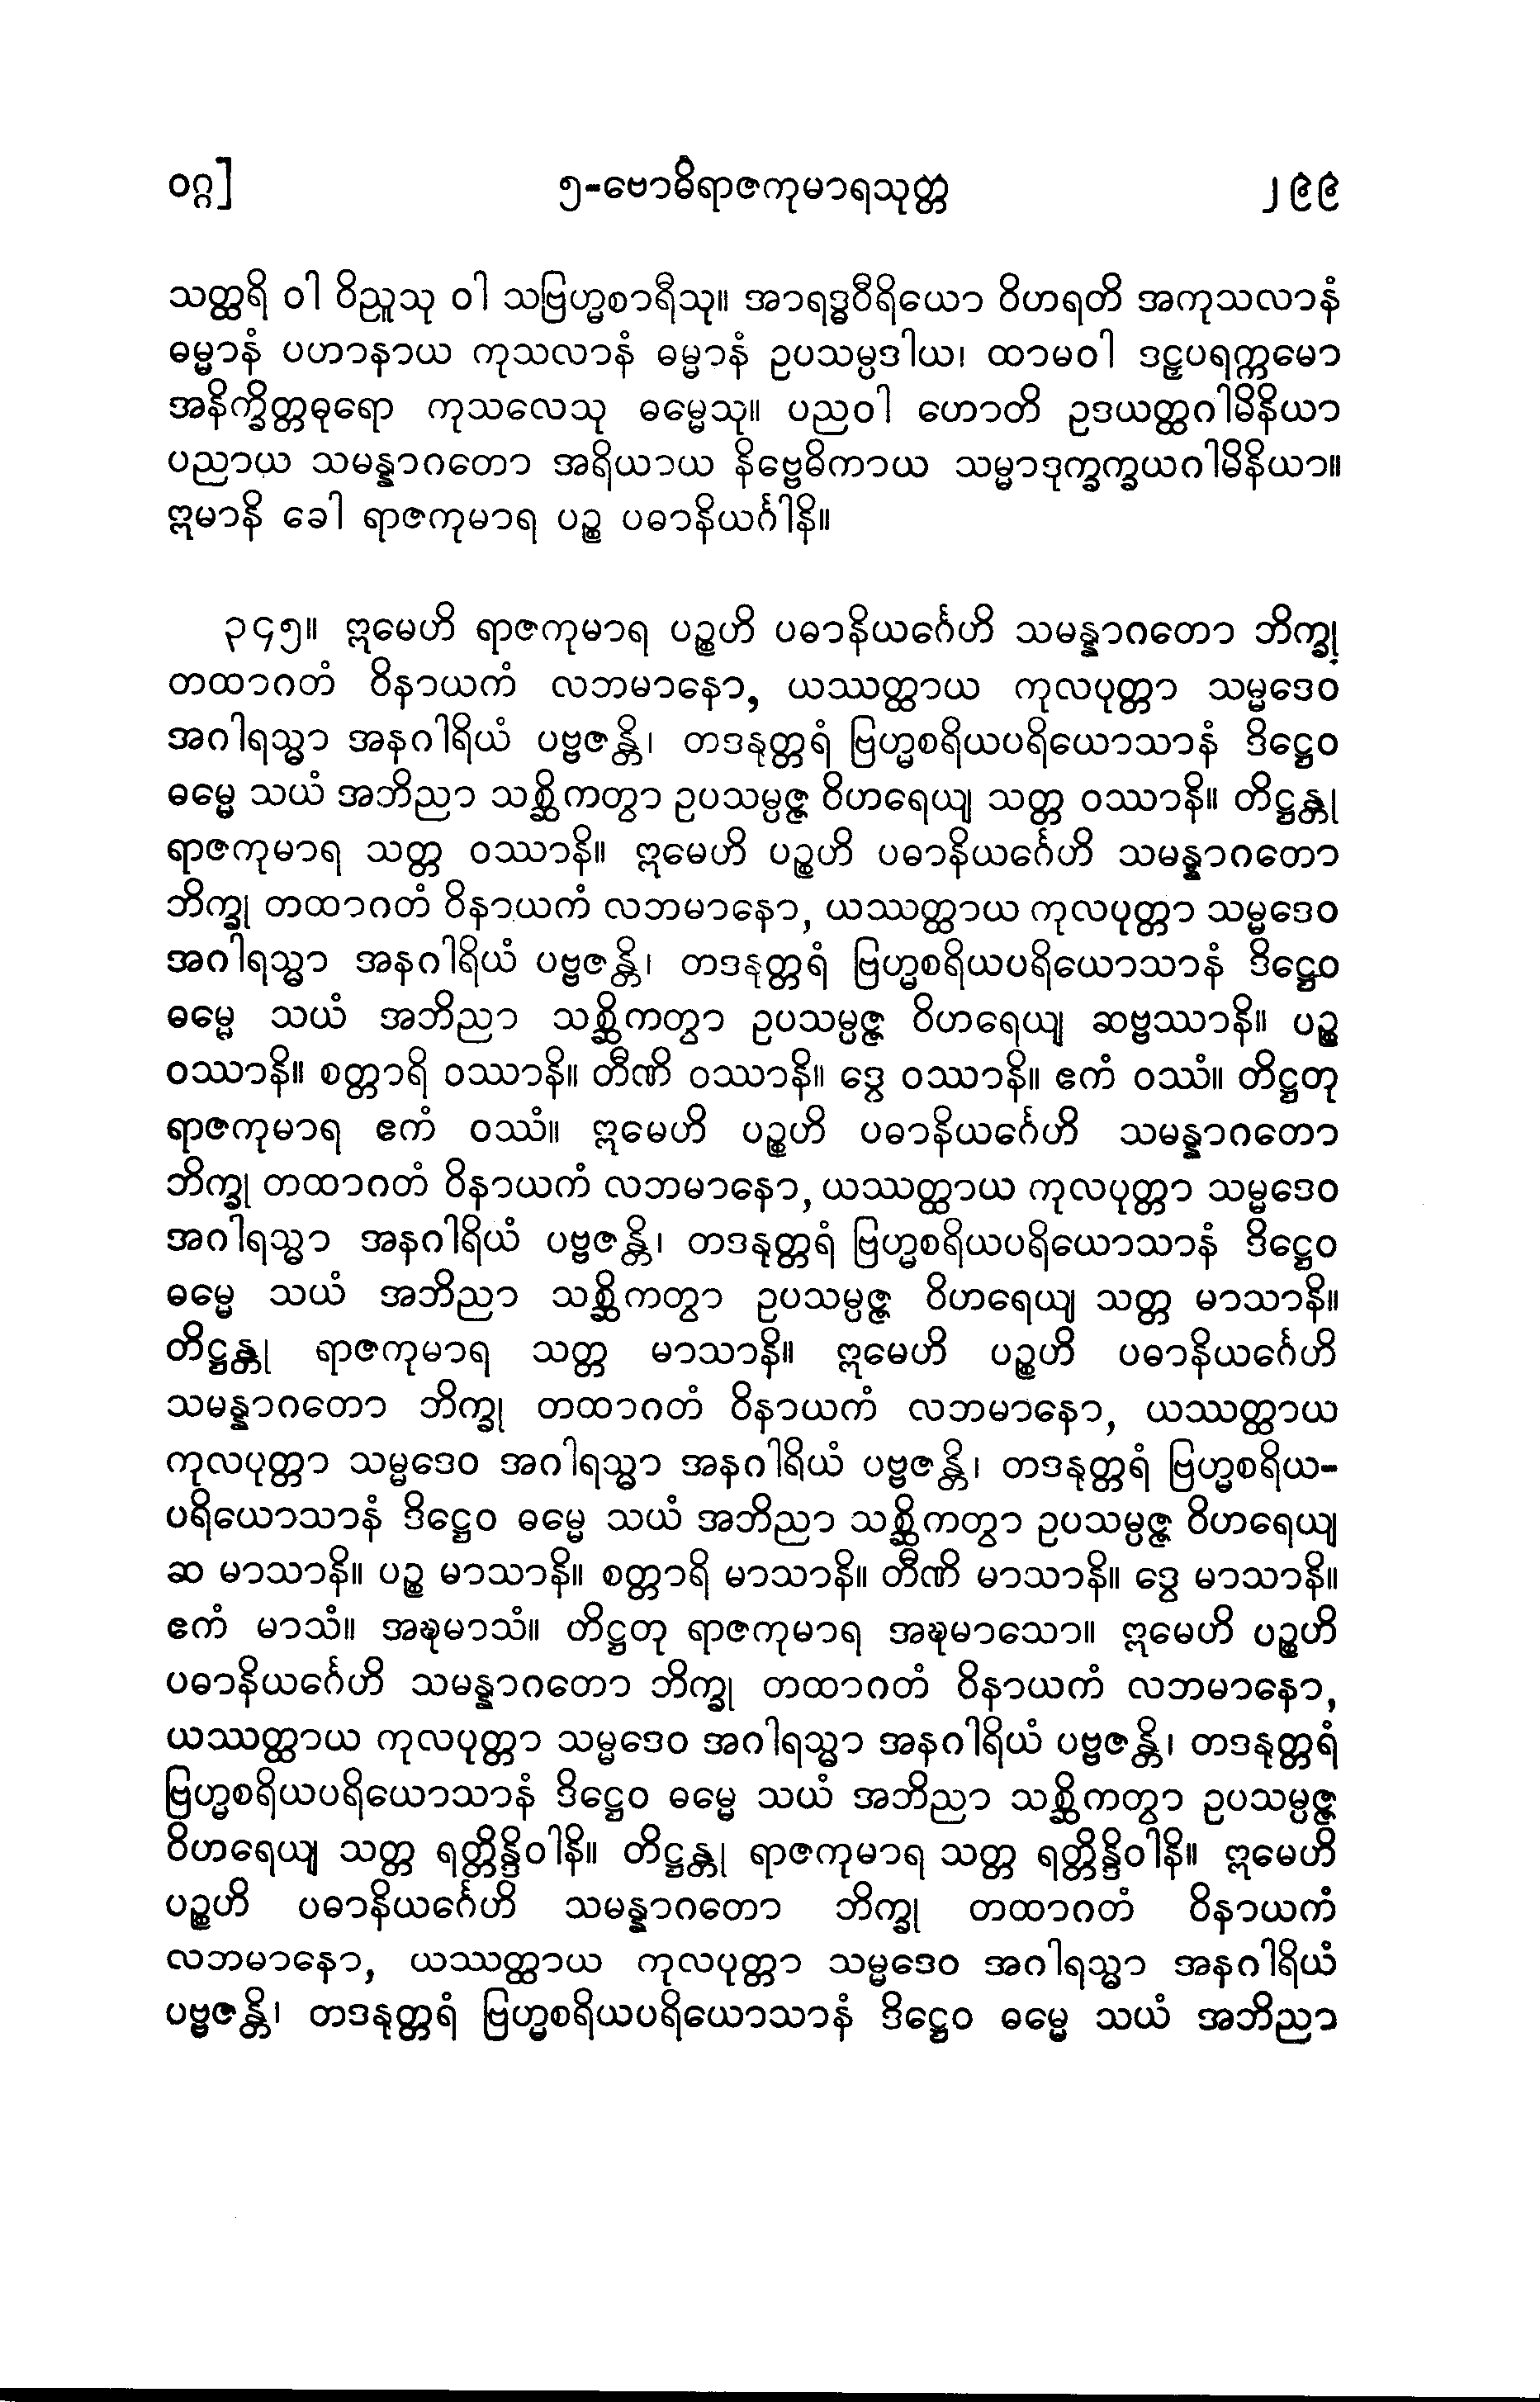 ဝဂ္ဂ]
၅-ဗောဓိရာဇကုမာရသုတ္တ
၂၉၉
သတ္ထရိ ဝါ ဝိညူသု ဝါ သဗြဟ္မစာရီသု။ အာရဒ္ဓဝီရိယော ဝိဟရတိ အကုသလာနံ
ဓမ္မာနံ ပဟာနာယ ကုသလာနံ ဓမ္မာနံ ဥပသမ္ပဒါယ၊ ထာမဝါ ဒဠှပရက္ကမော
အနိက္ခိတ္တဓုရော ကုသလေသု ဓမ္မေသု။ ပညဝါ ဟောတိ ဥဒယတ္ထဂါမိနိယာ
ပညာယ သမန္နာဂတော အရိယာယ နိဗ္ဗေဓိကာယ သမ္မာဒုက္ခက္ခယဂါမိနိယာ။
ဣမာနိ ခေါ ရာဇကုမာရ ပဉ္စ ပဓာနိယင်္ဂါနိ။
၃၄၅။ ဣမေဟိ ရာဇကုမာရ ပဉ္စဟိ ပဓာနိယင်္ဂေဟိ သမန္နာဂတော ဘိက္ခု
တထာဂတံ ဝိနာယကံ လဘမာနော, ယဿတ္ထာယ ကုလပုတ္တာ သမ္မဒေဝ
အဂါရသ္မာ အနဂါရိယံ ပဗ္ဗဇန္တိ၊ တဒနုတ္တရံ ဗြဟ္မစရိယပရိယောသာနံ ဒိဋ္ဌေဝ
ဓမ္မေ သယံ အဘိညာ သစ္ဆိကတွာ ဥပသမ္ပဇ္ဇ ဝိဟရေယျ သတ္တ ဝဿာနိ။ တိဋ္ဌန္တု
ရာဇကုမာရ သတ္တ ဝဿာနိ။ ဣမေဟိ ပဉ္စဟိ ပဓာနိယင်္ဂေဟိ သမန္နာဂတော
ဘိက္ခု တထာဂတံ ဝိနာယကံ လဘမာနော, ယဿတ္ထာယ ကုလပုတ္တာ သမ္မဒေဝ
အဂါရသ္မာ အနဂါရိယံ ပဗ္ဗဇန္တိ၊ တဒနုတ္တရံ ဗြဟ္မစရိယပရိယောသာနံ ဒိဋ္ဌေဝ
ဓမ္မေ သယံ အဘိညာ သစ္ဆိကတွာ ဥပသမ္ပဇ္ဇ ဝိဟရေယျ ဆဗ္ဗဿာနိ။ ပဉ္စ
ဝဿာနိ။ စတ္တာရိ ဝဿာနိ။ တီဏိ ဝဿာနိ။ ဒွေ ဝဿာနိ။ ဧကံ ဝဿံ။ တိဋ္ဌတု
ရာဇကုမာရ ဧကံ ဝဿံ။ ဣမေဟိ ပဉ္စဟိ ပဓာနိယင်္ဂေဟိ သမန္နာဂတော
ဘိက္ခု တထာဂတံ ဝိနာယကံ လဘမာနော, ယဿတ္ထာယ ကုလပုတ္တာ သမ္မဒေဝ
အဂါရသ္မာ အနဂါရိယံ ပဗ္ဗဇန္တိ၊ တဒနုတ္တရံ ဗြဟ္မစရိယပရိယောသာနံ ဒိဋ္ဌေဝ
ဓမ္မေ သယံ အဘိညာ သစ္ဆိကတွာ ဥပသမ္ပဇ္ဇ ဝိဟရေယျ သတ္တ မာသာနိ။
တိဋ္ဌန္တု ရာဇကုမာရ သတ္တ မာသာနိ။ ဣမေဟိ ပဉ္စဟိ ပဓာနိယင်္ဂေဟိ
သမန္နာဂတော ဘိက္ခု တထာဂတံ ဝိနာယကံ လဘမာနော, ယဿတ္ထာယ
ကုလပုတ္တာ သမ္မဒေဝ အဂါရသ္မာ အနဂါရိယံ ပဗ္ဗဇန္တိ၊ တဒနုတ္တရံ ဗြဟ္မစရိယ-
ပရိယောသာနံ ဒိဋ္ဌေဝ ဓမ္မေ သယံ အဘိညာ သစ္ဆိကတွာ ဥပသမ္ပဇ္ဇ ဝိဟရေယျ
ဆ မာသာနိ။ ပဉ္စ မာသာနိ။ စတ္တာရိ မာသာနိ။ တီဏိ မာသာနိ။ ဒွေ မာသာနိ။
ဧကံ မာသံ။ အဍ္ဎမာသံ။ တိဋ္ဌတု ရာဇကုမာရ အဍ္ဎမာသော။ ဣမေဟိ ပဉ္စဟိ
ပဓာနိယင်္ဂေဟိ သမန္နာဂတော ဘိက္ခု တထာဂတံ ဝိနာယကံ လဘမာနော,
ယဿတ္ထာယ ကုလပုတ္တာ သမ္မဒေဝ အဂါရသ္မာ အနဂါရိယံ ပဗ္ဗဇန္တိ၊ တဒနုတ္တရံ
ဗြဟ္မစရိယပရိယောသာနံ ဒိဋ္ဌေဝ ဓမ္မေ သယံ အဘိညာ သစ္ဆိကတွာ ဥပသမ္ပဇ္ဇ
ဝိဟရေယျ သတ္တ ရတ္တိန္ဒိဝါနိ။ တိဋ္ဌန္တု ရာဇကုမာရ သတ္တ ရတ္တိန္ဒိဝါနိ။ ဣမေဟိ
ပဉ္စဟိ ပဓာနိယင်္ဂေဟိ သမန္နာဂတော ဘိက္ခု တထာဂတံ ဝိနာယကံ
လဘမာနော, ယဿတ္ထာယ ကုလပုတ္တာ သမ္မဒေဝ အဂါရသ္မာ အနဂါရိယံ
ပဗ္ဗဇန္တိ၊ တဒနုတ္တရံ ဗြဟ္မစရိယပရိယောသာနံ ဒိဋ္ဌေဝ ဓမ္မေ သယံ အဘိညာ